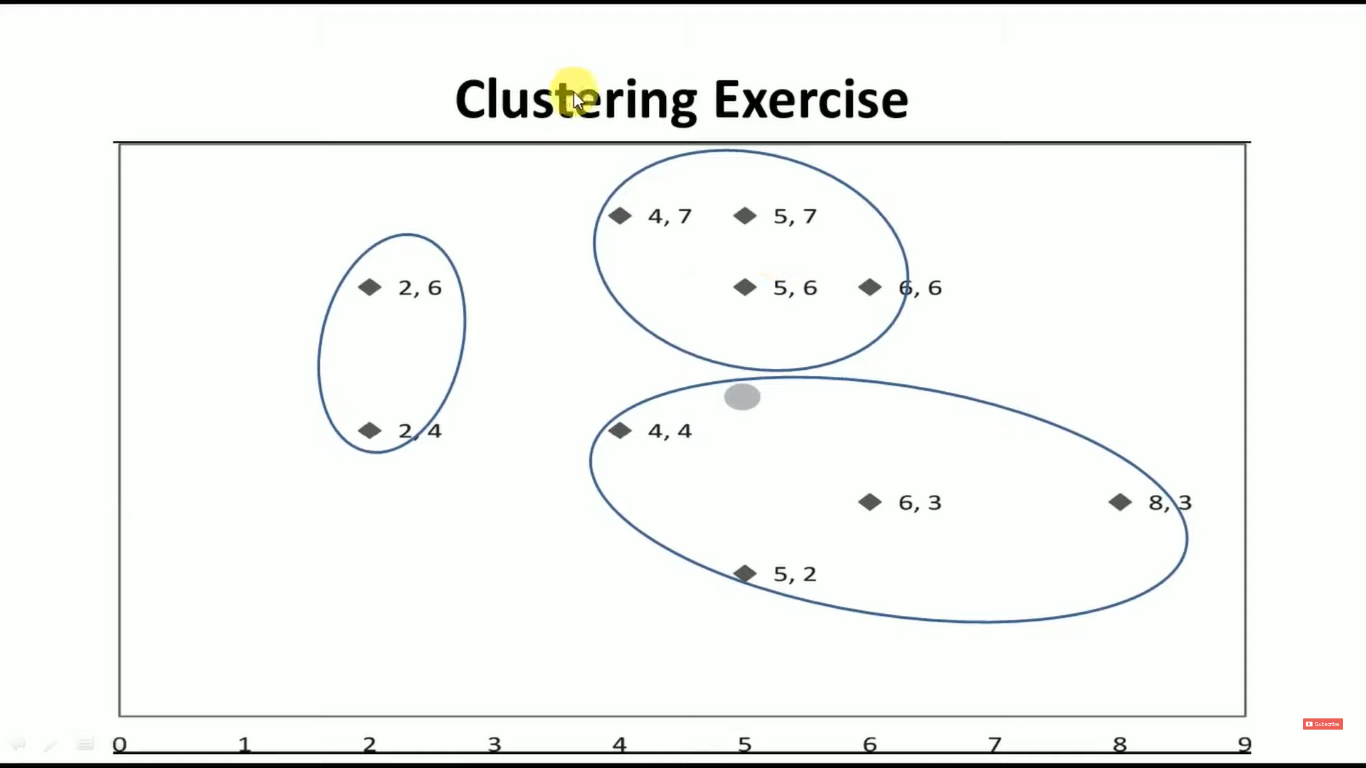 Clustering Exercise
4, 7 5, 7
2, 6 5, 6 6, 6
2, 4 4, 4
6, 3 8, 3
5, 2
Subscribe
0 1 2 3 4 5 6 7 8 9